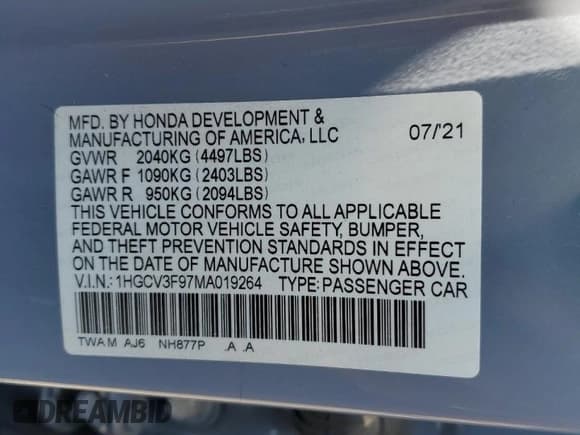 MFD. BY HONDA DEVELOPMENT &
MANUFACTURING OF AMERICA, LLC 07/'21
GVWR 2040KG (4497LBS)
GAWR F 1090KG (2403LBS)
GAWR R 950KG (2094LBS)
THIS VEHICLE CONFORMS TO ALL APPLICABLE
FEDERAL MOTOR VEHICLE SAFETY, BUMPER,
AND THEFT PREVENTION STANDARDS IN EFFECT
ON THE DATE OF MANUFACTURE SHOWN ABOVE.
V.I.N.: 1HGCV3F97MA019264 TYPE: PASSENGER CAR
TWA M AJ6 NH877P .A .A
DREAMBID